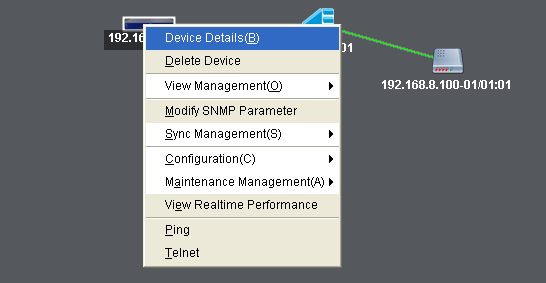 192.16
01
192.168.8.100-01/01:01
Device Details(B)
Delete Device
View Management(O)
Modify SNMP Parameter
Sync Management(S)
Configuration(C)
Maintenance Management(A)
View Realtime Performance
Ping
Telnet